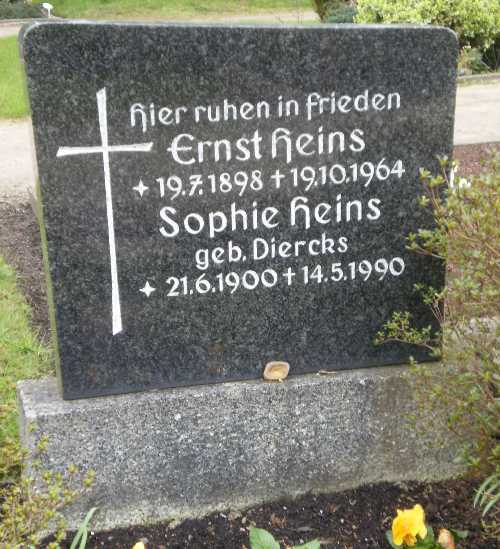 Hier ruhen in Frieden
Ernst Heins
✦ 19.7.1898 ✝ 19.10.1964
Sophie Heins
geb. Diercks
✦ 21.6.1900 ✝ 14.5.1990